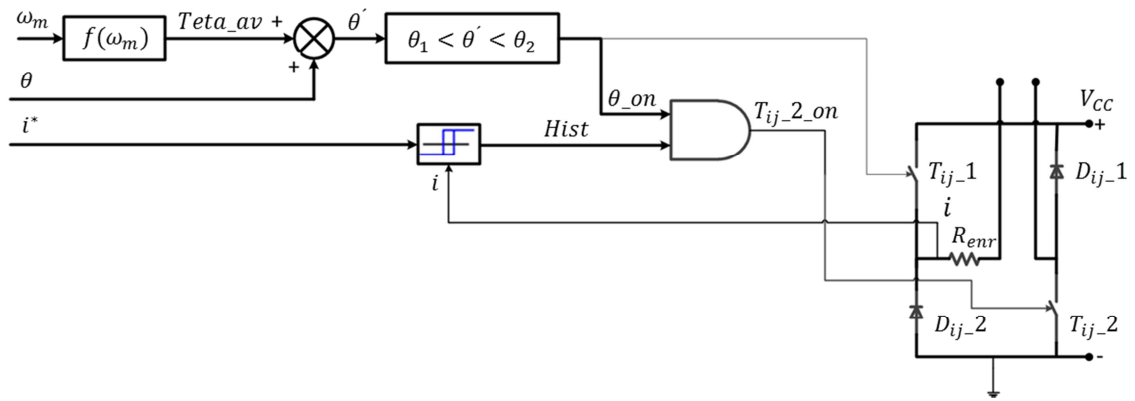 ω_m
f(ω_m)
Teta_av +
θ´
θ_1 < θ´ < θ_2
+
θ
θ_on
i*
Hist
T_ij_2_on
i
V_CC
+
T_ij_1
D_ij_1
i
R_enr
D_ij_2
T_ij_2
-